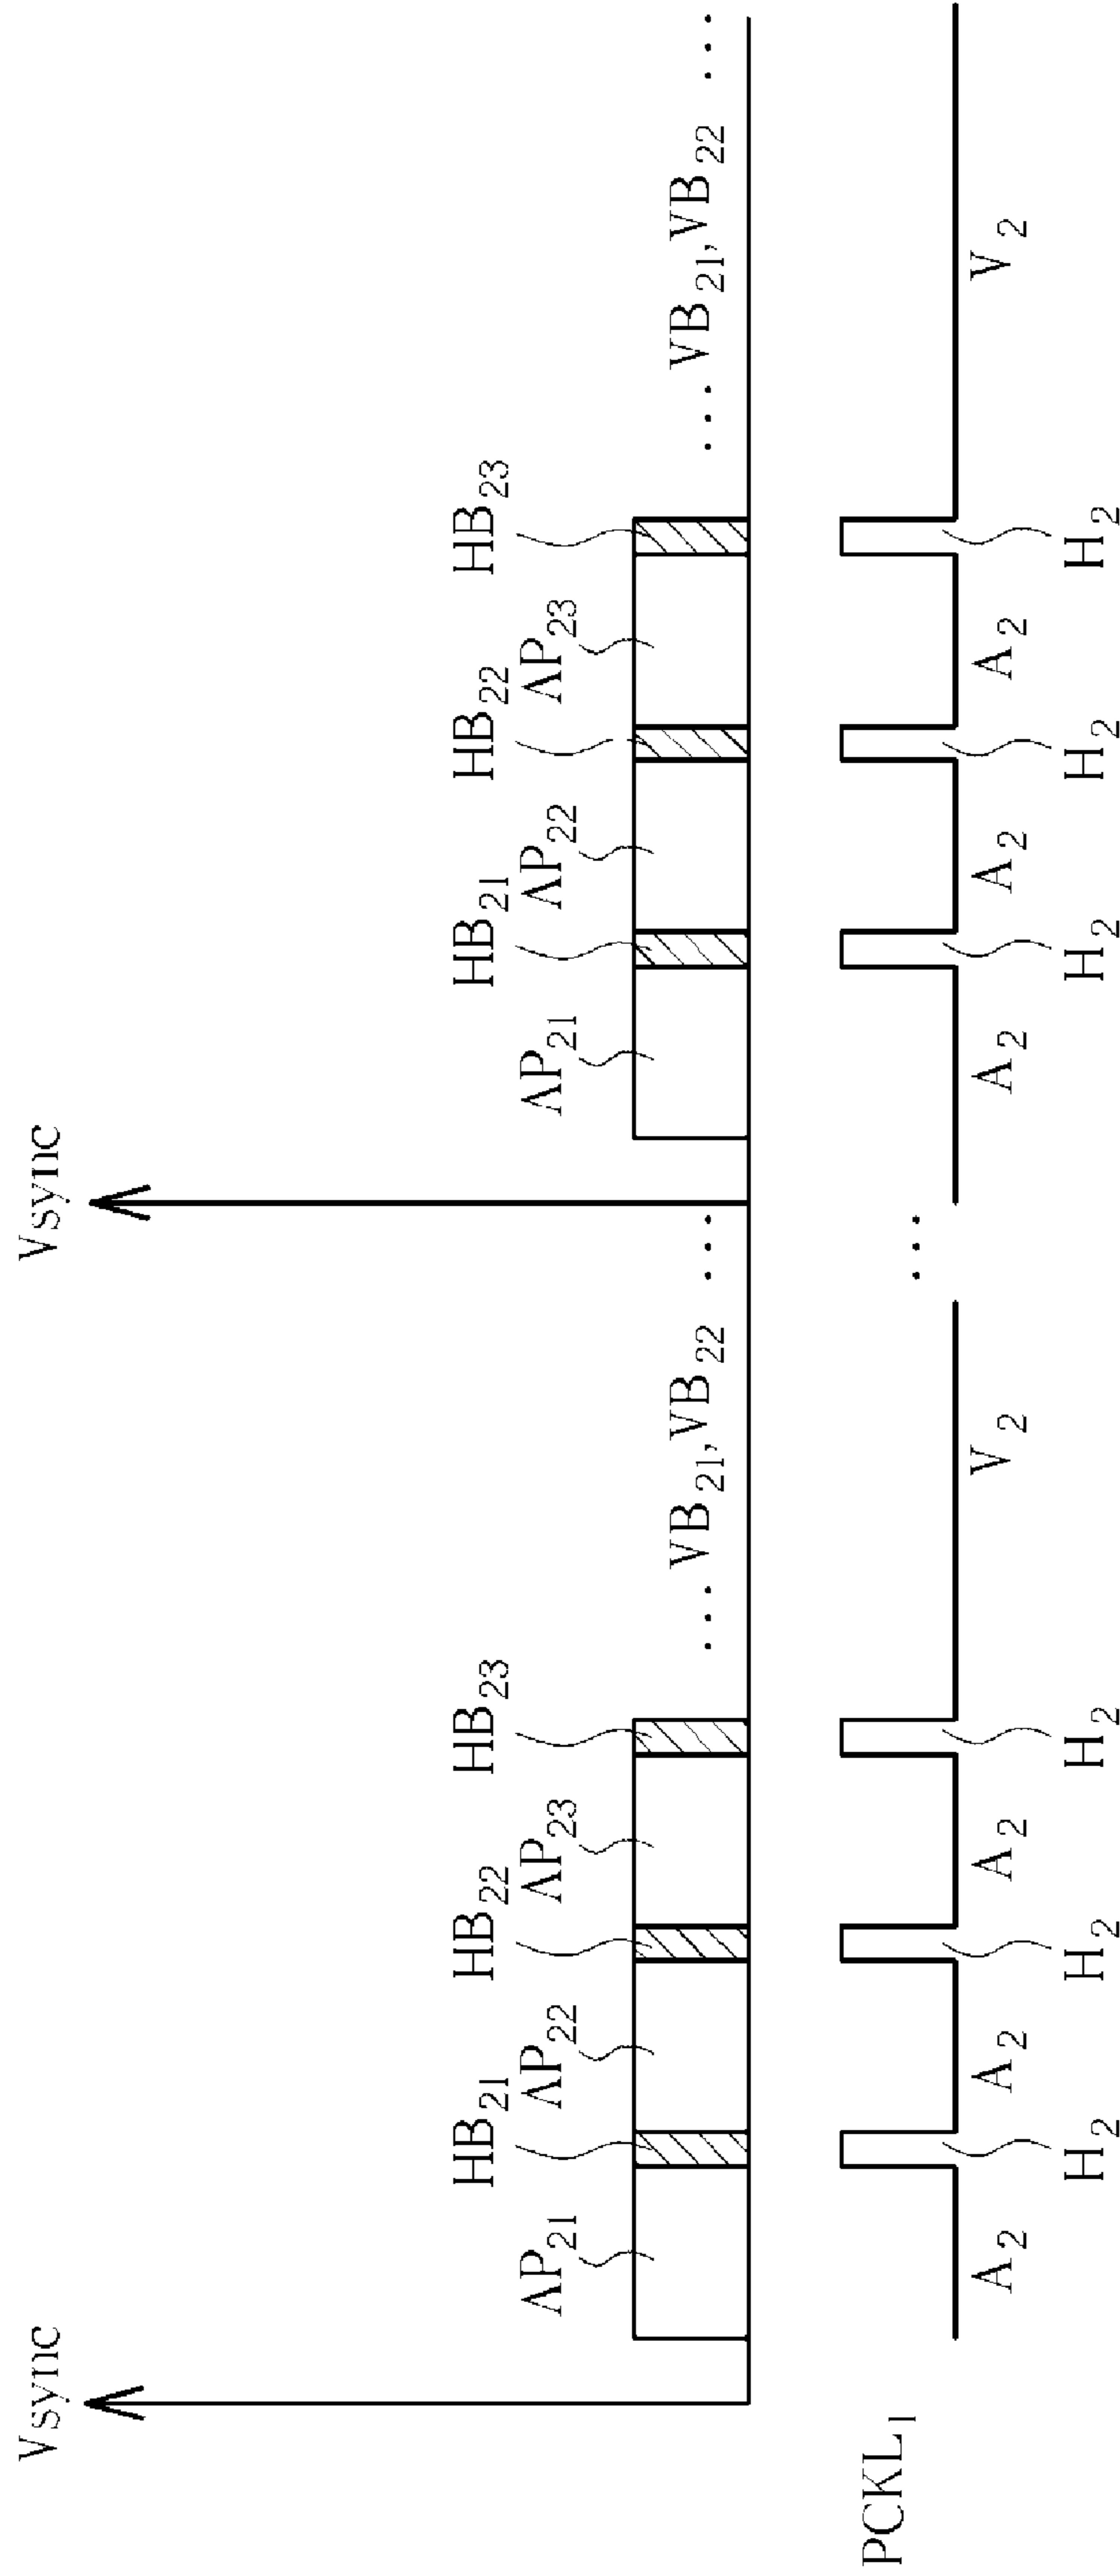 Vsync Vsync
HB21 HB22 HB23 HB21 HB22 HB23
AP21 AP22 AP23 AP21 AP22 AP23
... VB21,VB22 ... ... VB21,VB22 ...
PCKL1 ...
A2 A2 A2 V2 A2 A2 A2 V2
H2 H2 H2 H2 H2 H2